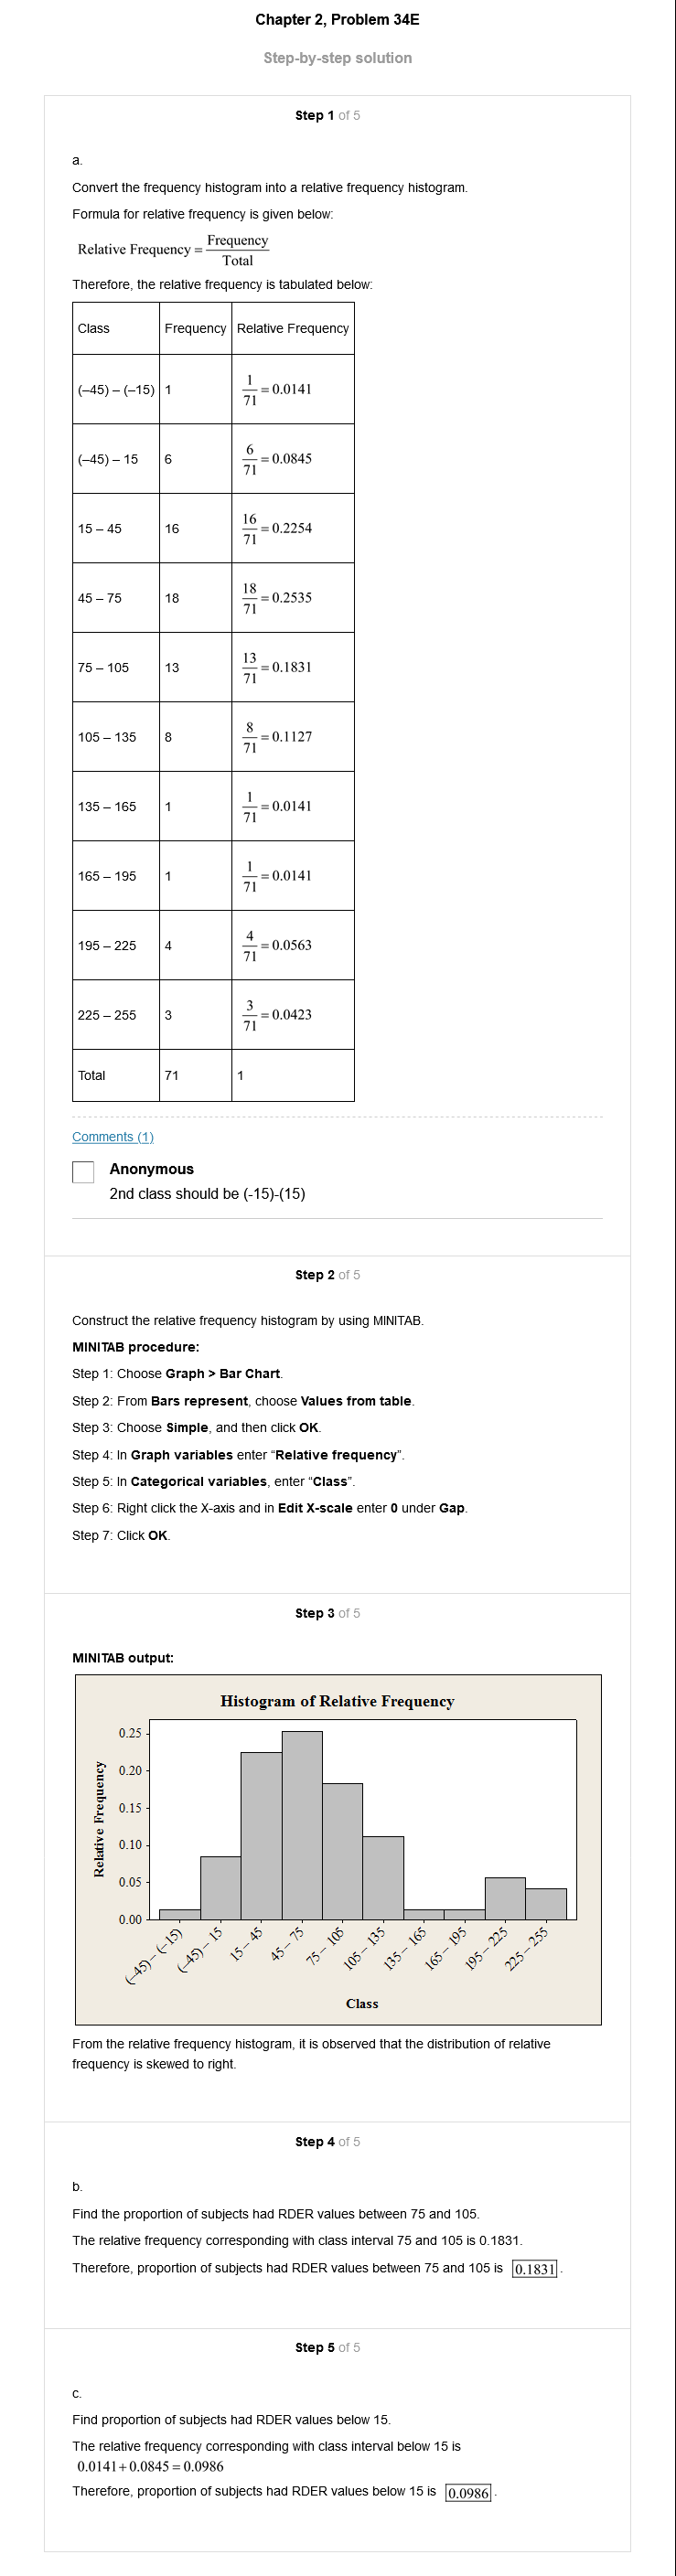 Chapter 2, Problem 34E
Step-by-step solution
Step 1 of 5
a.
Convert the frequency histogram into a relative frequency histogram.
Formula for relative frequency is given below:
Relative Frequency = Frequency / Total
Therefore, the relative frequency is tabulated below:
Class Frequency Relative Frequency
(–45) – (–15) 1 1/71 = 0.0141
(–45) – 15 6 6/71 = 0.0845
15 – 45 16 16/71 = 0.2254
45 – 75 18 18/71 = 0.2535
75 – 105 13 13/71 = 0.1831
105 – 135 8 8/71 = 0.1127
135 – 165 1 1/71 = 0.0141
165 – 195 1 1/71 = 0.0141
195 – 225 4 4/71 = 0.0563
225 – 255 3 3/71 = 0.0423
Total 71 1
Comments (1)
Anonymous
2nd class should be (-15)-(15)
Step 2 of 5
Construct the relative frequency histogram by using MINITAB.
MINITAB procedure:
Step 1: Choose Graph > Bar Chart.
Step 2: From Bars represent, choose Values from table.
Step 3: Choose Simple, and then click OK.
Step 4: In Graph variables enter “Relative frequency”.
Step 5: In Categorical variables, enter “Class”.
Step 6: Right click the X-axis and in Edit X-scale enter 0 under Gap.
Step 7: Click OK.
Step 3 of 5
MINITAB output:
Histogram of Relative Frequency
Relative Frequency
0.25
0.20
0.15
0.10
0.05
0.00
(–45) – (–15)
(–45) – 15
15 – 45
45 – 75
75 – 105
105 – 135
135 – 165
165 – 195
195 – 225
225 – 255
Class
From the relative frequency histogram, it is observed that the distribution of relative
frequency is skewed to right.
Step 4 of 5
b.
Find the proportion of subjects had RDER values between 75 and 105.
The relative frequency corresponding with class interval 75 and 105 is 0.1831.
Therefore, proportion of subjects had RDER values between 75 and 105 is 0.1831.
Step 5 of 5
c.
Find proportion of subjects had RDER values below 15.
The relative frequency corresponding with class interval below 15 is
0.0141 + 0.0845 = 0.0986
Therefore, proportion of subjects had RDER values below 15 is 0.0986.